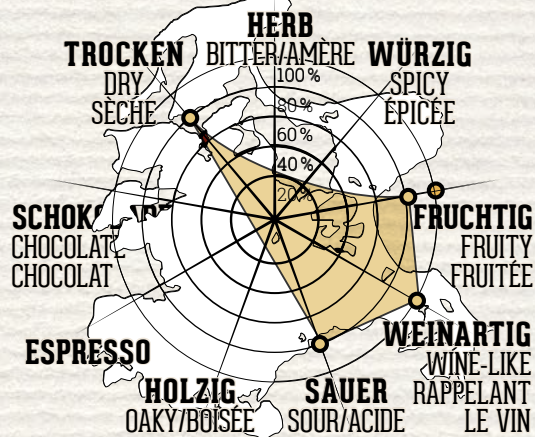 HERB
BITTER/AMÈRE
TROCKEN
DRY
SÈCHE
WÜRZIG
SPICY
ÉPICÉE
100%
80%
60%
40%
20%
SCHOKO
CHOCOLATE
CHOCOLAT
FRUCHTIG
FRUITY
FRUITÉE
ESPRESSO
WEINARTIG
WINE-LIKE
RAPPELANT
LE VIN
HOLZIG
OAKY/BOISÉE
SAUER
SOUR/ACIDE